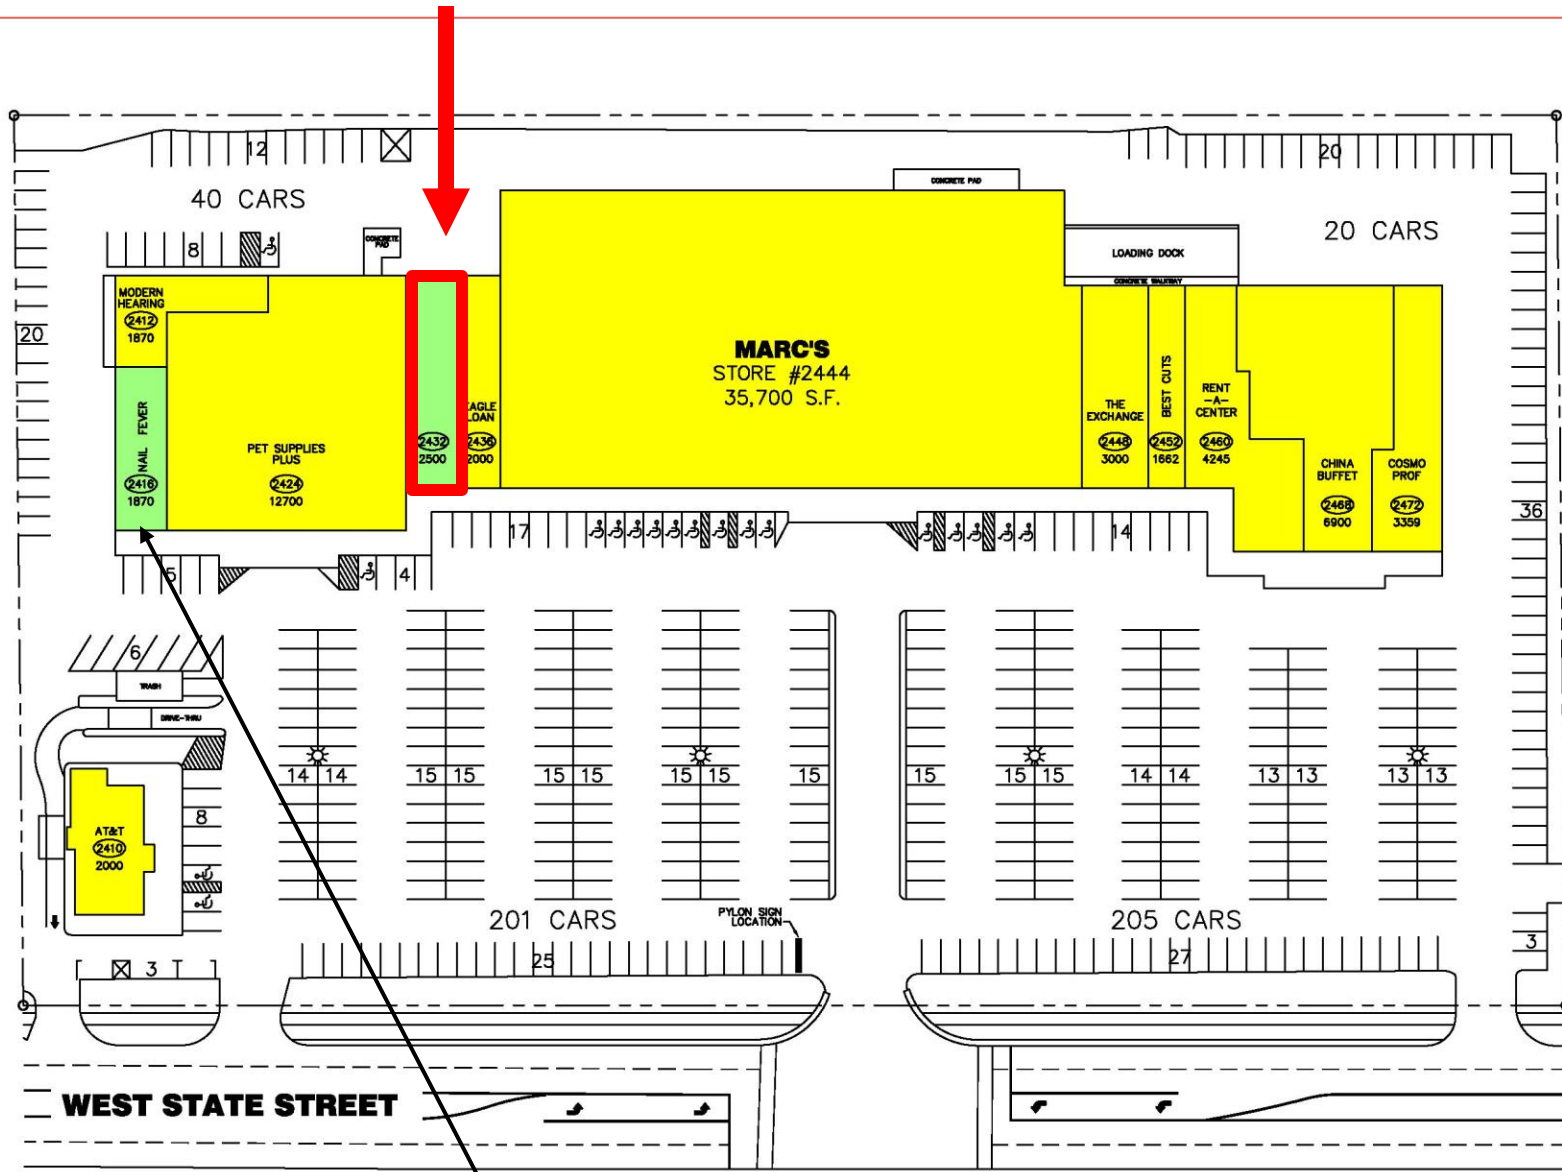 12
20
40 CARS
20 CARS
CONCRETE PAD
8
CONCRETE
PAD
LOADING DOCK
CONCRETE WALKWAY
MODERN
HEARING
2412
1870
20
MARC'S
STORE #2444
35,700 S.F.
NAIL FEVER
2416
1870
PET SUPPLIES
PLUS
2424
12700
2432
2500
EAGLE
LOAN
2436
2000
THE
EXCHANGE
2448
3000
BEST CUTS
2452
1662
RENT
-A-
CENTER
2460
4245
CHINA
BUFFET
2468
6900
COSMO
PROF
2472
3359
36
17
14
5
4
6
TRASH
DRIVE-THRU
14 14
15 15
15 15
15 15
15
15
15 15
14 14
13 13
13 13
8
AT&T
2410
2000
201 CARS
PYLON SIGN
LOCATION
205 CARS
3
25
27
3
WEST STATE STREET